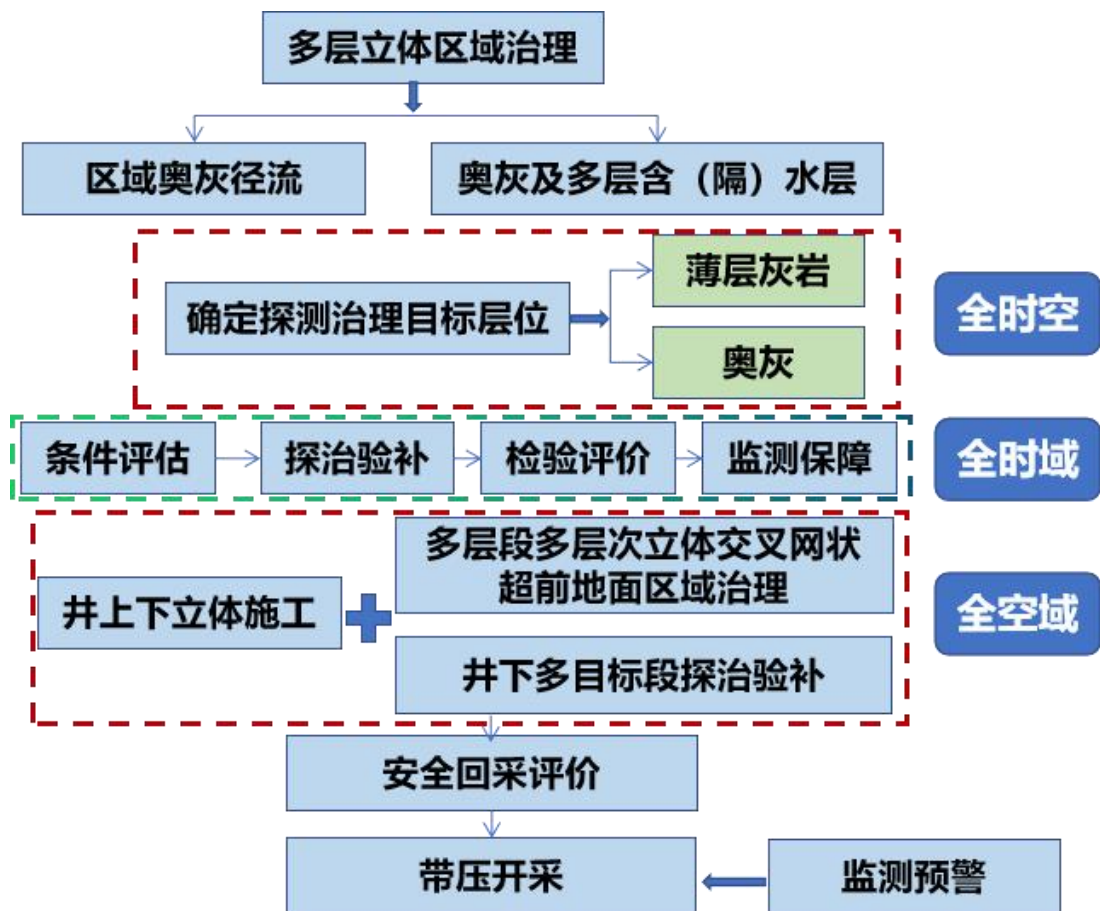 多层立体区域治理
区域奥灰径流
奥灰及多层含（隔）水层
薄层灰岩
确定探测治理目标层位
全时空
奥灰
条件评估
探治验补
检验评价
监测保障
全时域
多层段多层次立体交叉网状
超前地面区域治理
井上下立体施工
全空域
井下多目标段探治验补
安全回采评价
带压开采
监测预警